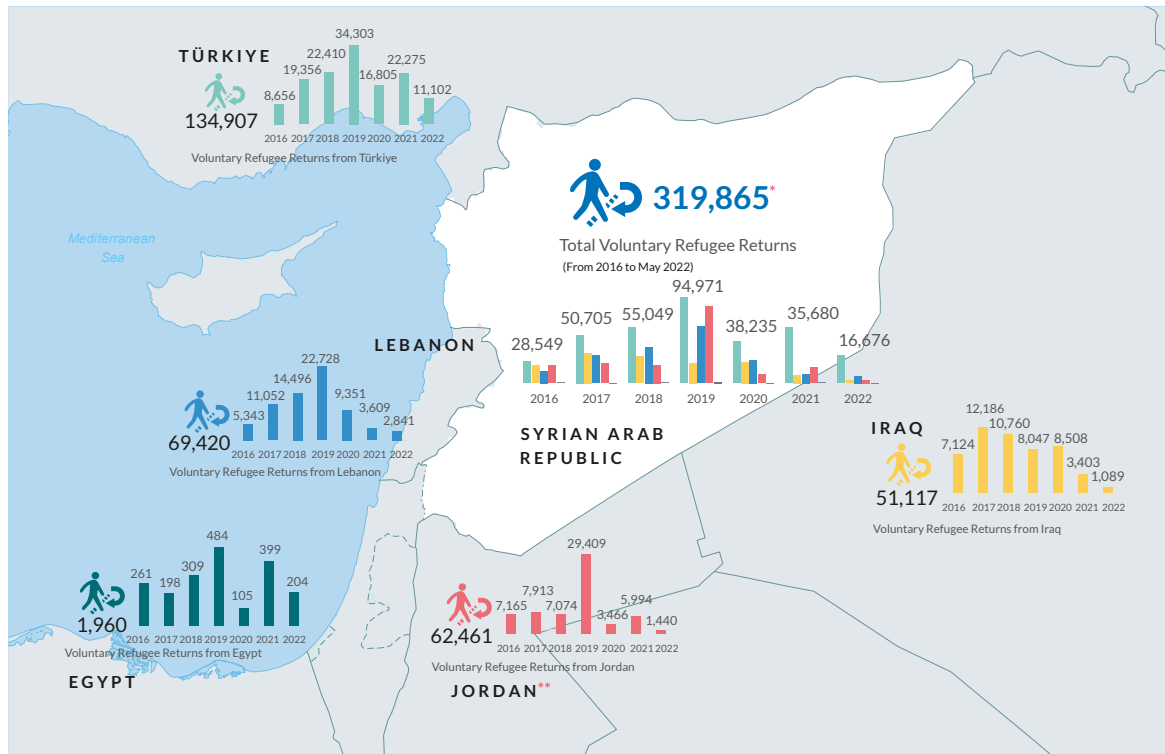 TÜRKIYE
134,907
8,656
19,356
22,410
34,303
16,805
22,275
11,102
2016 2017 2018 2019 2020 2021 2022
Voluntary Refugee Returns from Türkiye
Mediterranean
Sea
319,865*
Total Voluntary Refugee Returns
(From 2016 to May 2022)
28,549
50,705
55,049
94,971
38,235
35,680
16,676
2016 2017 2018 2019 2020 2021 2022
SYRIAN ARAB
REPUBLIC
LEBANON
69,420
5,343
11,052
14,496
22,728
9,351
3,609
2,841
2016 2017 2018 2019 2020 2021 2022
Voluntary Refugee Returns from Lebanon
IRAQ
51,117
7,124
12,186
10,760
8,047
8,508
3,403
1,089
2016 2017 2018 2019 2020 2021 2022
Voluntary Refugee Returns from Iraq
1,960
261
198
309
484
105
399
204
2016 2017 2018 2019 2020 2021 2022
Voluntary Refugee Returns from Egypt
EGYPT
62,461
7,165
7,913
7,074
29,409
3,466
5,994
1,440
2016 2017 2018 2019 2020 2021 2022
Voluntary Refugee Returns from Jordan
JORDAN**